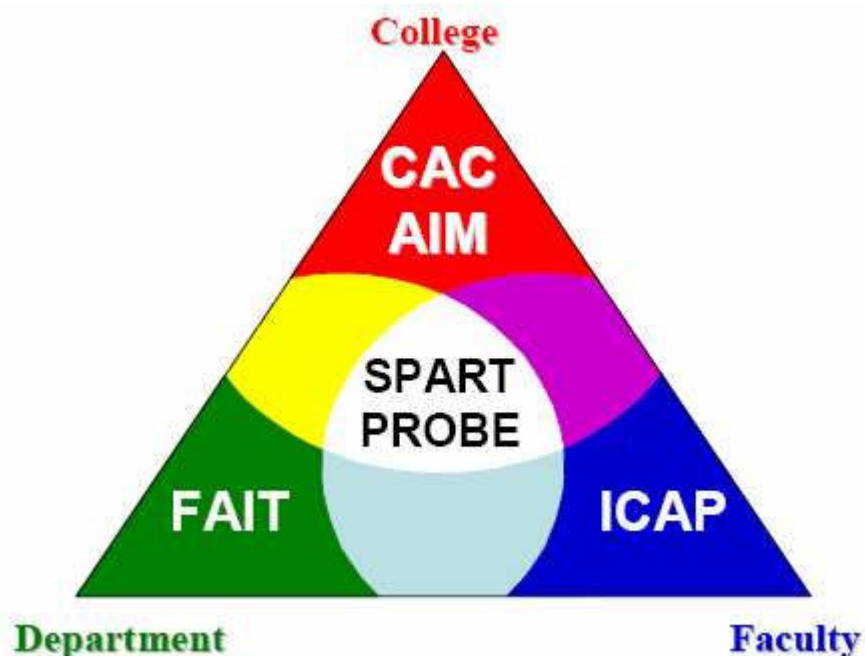 College
CAC
AIM
SPART
PROBE
FAIT
ICAP
Department
Faculty